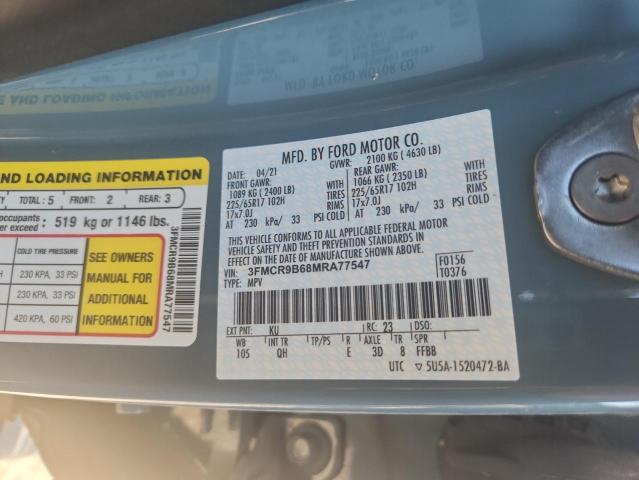 AND LOADING INFORMATION
TOTAL: 5 FRONT: 2 REAR: 3
occupants
exceed: 519 kg or 1146 lbs.
COLD TIRE PRESSURE
230 KPA, 33 PSI
230 KPA, 33 PSI
420 KPA, 60 PSI
SEE OWNERS
MANUAL FOR
ADDITIONAL
INFORMATION
3FMCR9B68MRA77547
MFD. BY FORD MOTOR CO.
DATE: 04/21 GVWR: 2100 KG ( 4630 LB)
FRONT GAWR: REAR GAWR:
1089 KG ( 2400 LB) 1066 KG ( 2350 LB)
225/65R17 102H WITH TIRES 225/65R17 102H
17x7.0J RIMS 17x7.0J
AT 230 kPa/ 33 PSI COLD AT 230 kPa/ 33 PSI COLD
THIS VEHICLE CONFORMS TO ALL APPLICABLE FEDERAL MOTOR
VEHICLE SAFETY AND THEFT PREVENTION STANDARDS IN EFFECT
ON THE DATE OF MANUFACTURE SHOWN ABOVE.
VIN: 3FMCR9B68MRA77547
TYPE: MPV
F0156
T0376
EXT PNT: KU RC: 23 DSO:
WB INT TR TP/PS R AXLE TR SPR
105 QH E 3D 8 FFBB
UTC ▽ 5U5A-1520472-BA